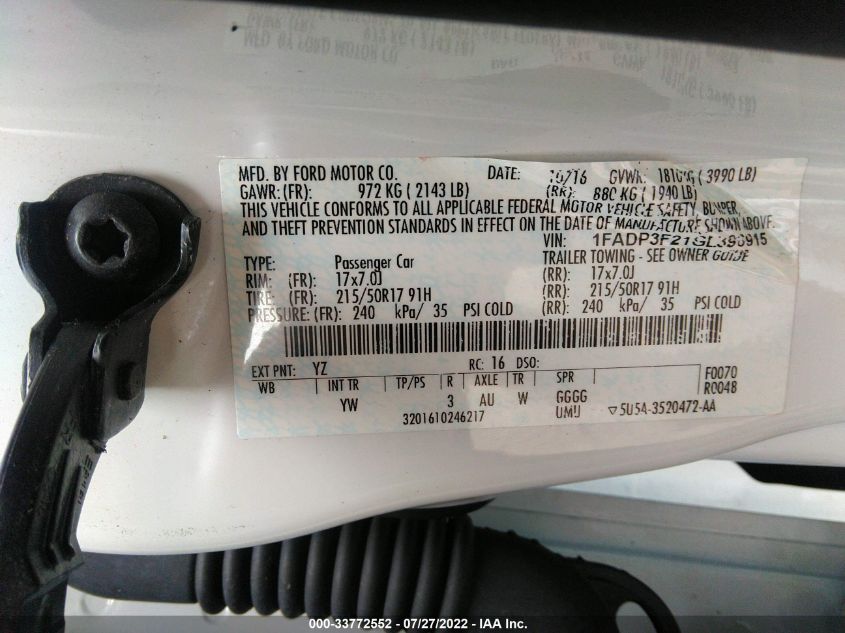 MFD. BY FORD MOTOR CO. DATE: 10/16 GVWR: 1810KG ( 3990 LB)
GAWR: (FR): 972 KG ( 2143 LB) (RR): 880 KG ( 1940 LB)
THIS VEHICLE CONFORMS TO ALL APPLICABLE FEDERAL MOTOR VEHICLE SAFETY, BUMPER,
AND THEFT PREVENTION STANDARDS IN EFFECT ON THE DATE OF MANUFACTURE SHOWN ABOVE.
VIN:
TYPE: Passenger Car TRAILER TOWING - SEE OWNER GUIDE
RIM: (FR): 17x7.0J (RR): 17x7.0J
TIRE: (FR): 215/50R17 91H (RR): 215/50R17 91H
PRESSURE: (FR): 240 kPa/ 35 PSI COLD (RR): 240 kPa/ 35 PSI COLD
EXT PNT: YZ RC: 16 DSO: F0070
WB INT TR TP/PS R AXLE TR SPR R0048
YW 3 AU W GGGG
3201610246217 UMU ▽5U5A-3520472-AA
000-33772552 / 07/27/2022 – IAA Inc.